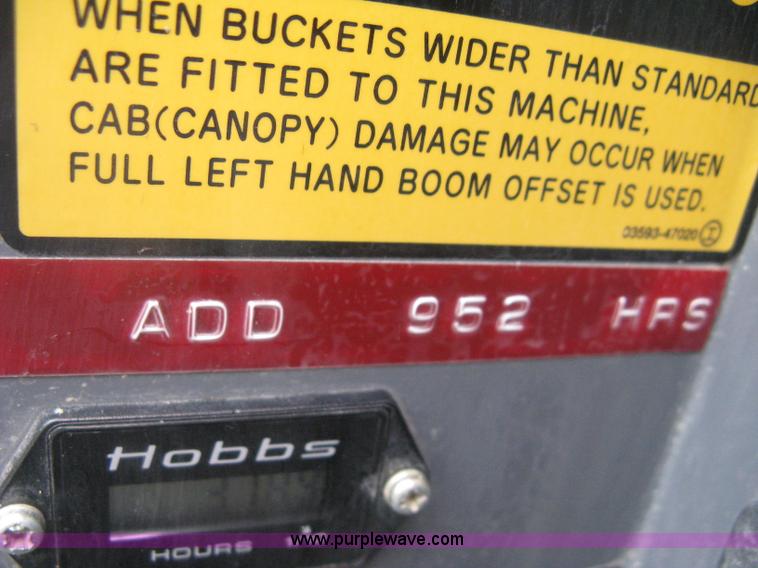 WHEN BUCKETS WIDER THAN STANDARD
ARE FITTED TO THIS MACHINE,
CAB(CANOPY) DAMAGE MAY OCCUR WHEN
FULL LEFT HAND BOOM OFFSET IS USED.
03593-47020 I
ADD 952 HRS
Hobbs
HOURS
www.purplewave.com